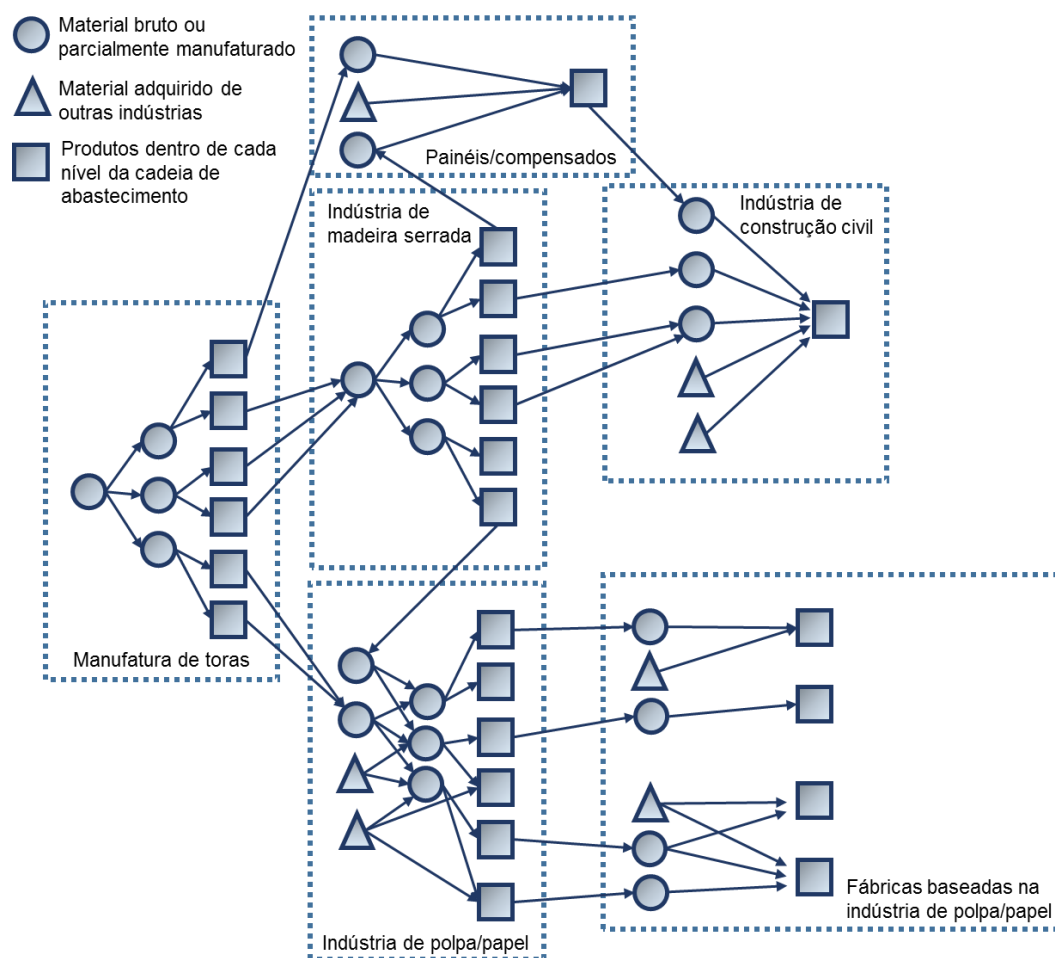 Material bruto ou
parcialmente manufaturado
Material adquirido de
outras indústrias
Produtos dentro de cada
nível da cadeia de
abastecimento
Painéis/compensados
Indústria de
madeira serrada
Indústria de
construção civil
Manufatura de toras
Indústria de polpa/papel
Fábricas baseadas na
indústria de polpa/papel